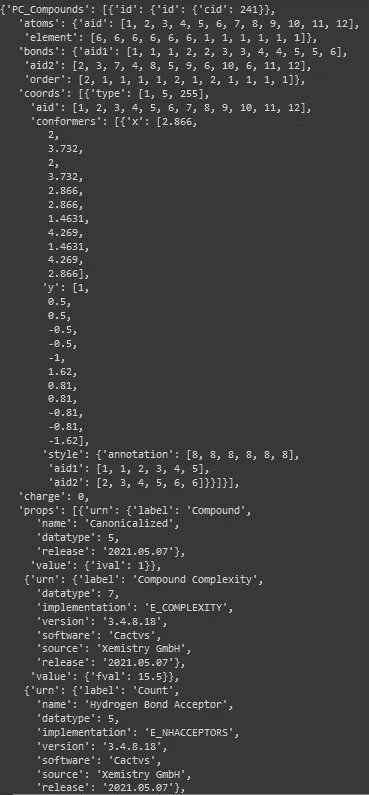 {'PC_Compounds': [{'id': {'id': {'cid': 241}},
'atoms': {'aid': [1, 2, 3, 4, 5, 6, 7, 8, 9, 10, 11, 12],
'element': [6, 6, 6, 6, 6, 6, 1, 1, 1, 1, 1, 1]},
'bonds': {'aid1': [1, 1, 1, 2, 2, 3, 3, 4, 4, 5, 5, 6],
'aid2': [2, 3, 7, 4, 8, 5, 9, 6, 10, 6, 11, 12],
'order': [2, 1, 1, 1, 1, 2, 1, 2, 1, 1, 1, 1]},
'coords': [{'type': [1, 5, 255],
'aid': [1, 2, 3, 4, 5, 6, 7, 8, 9, 10, 11, 12],
'conformers': [{'x': [2.866,
2,
3.732,
2,
3.732,
2.866,
2.866,
1.4631,
4.269,
1.4631,
4.269,
2.866],
'y': [1,
0.5,
0.5,
-0.5,
-0.5,
-1,
1.62,
0.81,
0.81,
-0.81,
-0.81,
-1.62],
'style': {'annotation': [8, 8, 8, 8, 8, 8],
'aid1': [1, 1, 2, 3, 4, 5],
'aid2': [2, 3, 4, 5, 6, 6]}}]}],
'charge': 0,
'props': [{'urn': {'label': 'Compound',
'name': 'Canonicalized',
'datatype': 5,
'release': '2021.05.07'},
'value': {'ival': 1}},
{'urn': {'label': 'Compound Complexity',
'datatype': 7,
'implementation': 'E_COMPLEXITY',
'version': '3.4.8.18',
'software': 'Cactvs',
'source': 'Xemistry GmbH',
'release': '2021.05.07'},
'value': {'fval': 15.5}},
{'urn': {'label': 'Count',
'name': 'Hydrogen Bond Acceptor',
'datatype': 5,
'implementation': 'E_NHACCEPTORS',
'version': '3.4.8.18',
'software': 'Cactvs',
'source': 'Xemistry GmbH',
'release': '2021.05.07'},